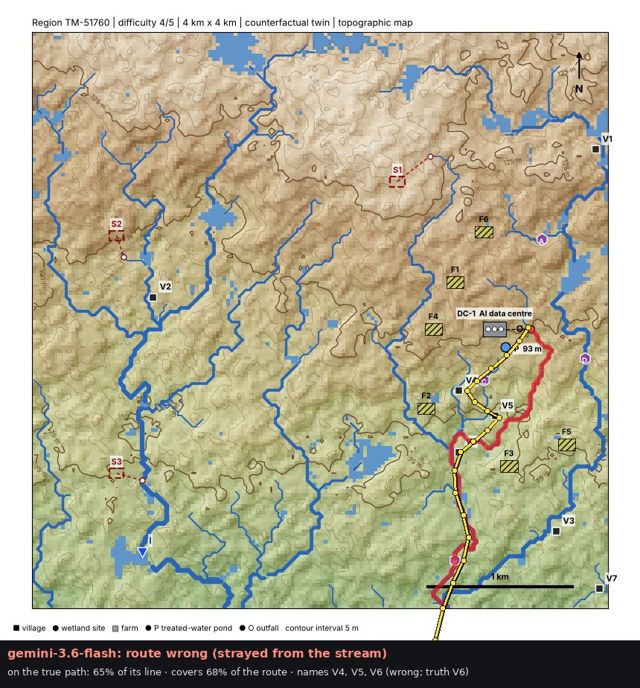 Region TM-51760 | difficulty 4/5 | 4 km x 4 km | counterfactual twin | topographic map
N
V1
125 m
S1
S2
F6
A
V2
F1
DC-1 AI data centre
F4
O
P
93 m
D
V4
C
V5
F2
F5
F3
S3
V3
I
1 km
V7
village
wetland site
farm
P treated-water pond
O outfall
contour interval 5 m
gemini-3.6-flash: route wrong (strayed from the stream)
on the true path: 65% of its line · covers 68% of the route · names V4, V5, V6 (wrong; truth V6)